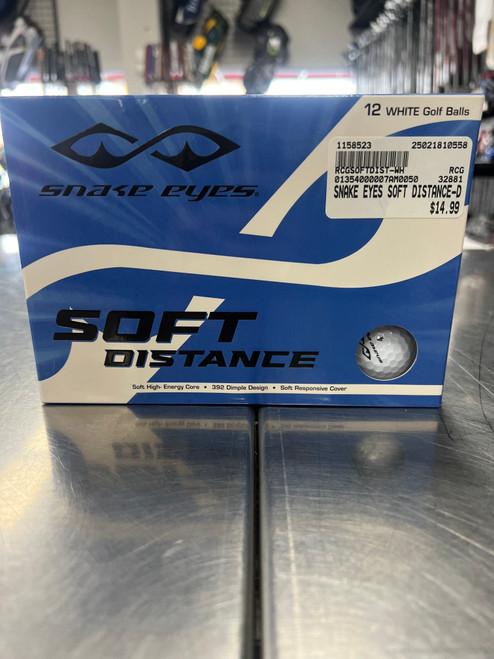 12 WHITE Golf Balls
snake eyes®
1158523 25021810558
RCGSOFTDIST-WH RCG
01354000007AM0050 32881
SNAKE EYES SOFT DISTANCE-D
$14.99
SOFT
DISTANCE
Soft High-Energy Core • 392 Dimple Design • Soft Responsive Cover